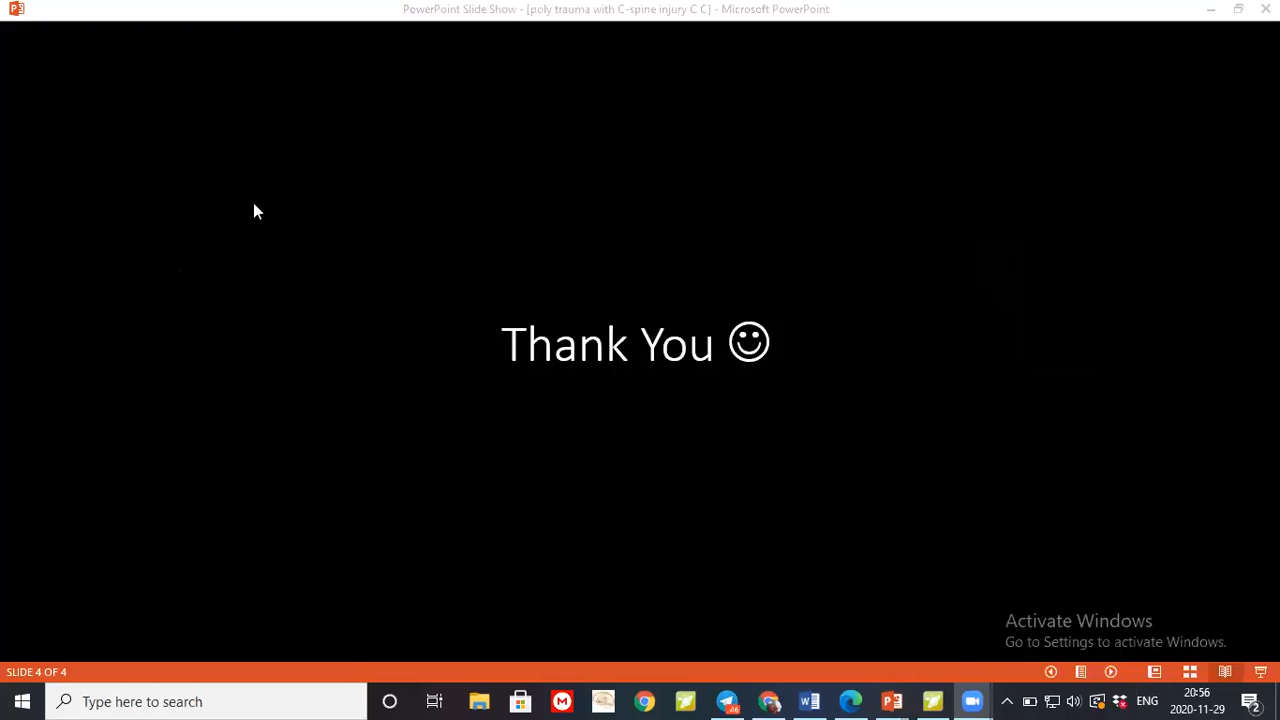 PowerPoint Slide Show - [poly trauma with C-spine injury C C] - Microsoft PowerPoint
Thank You ☺
Activate Windows
Go to Settings to activate Windows.
SLIDE 4 OF 4
Type here to search
ENG
20:56
2020-11-29
2